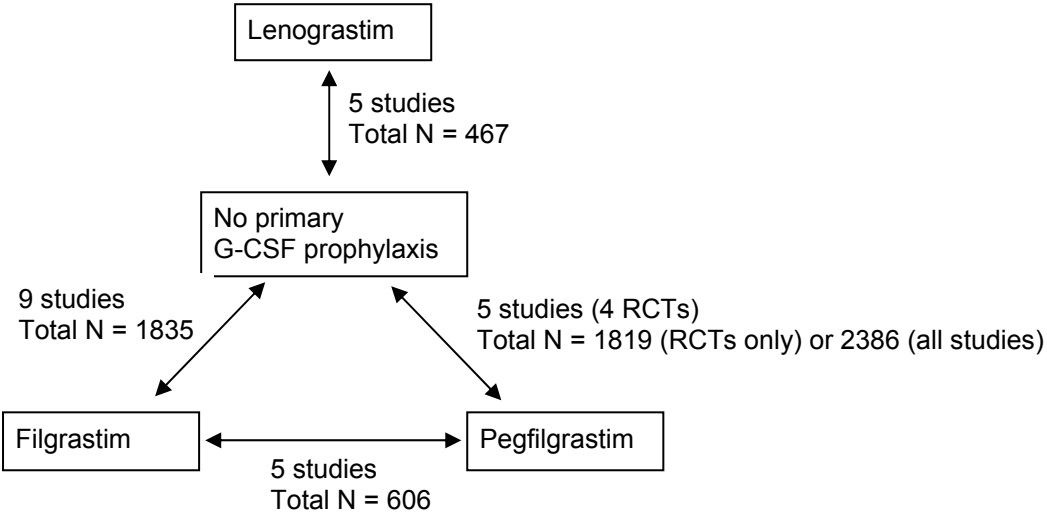 Lenograstim
5 studies
Total N = 467
No primary
G-CSF prophylaxis
9 studies
Total N = 1835
5 studies (4 RCTs)
Total N = 1819 (RCTs only) or 2386 (all studies)
Filgrastim
Pegfilgrastim
5 studies
Total N = 606